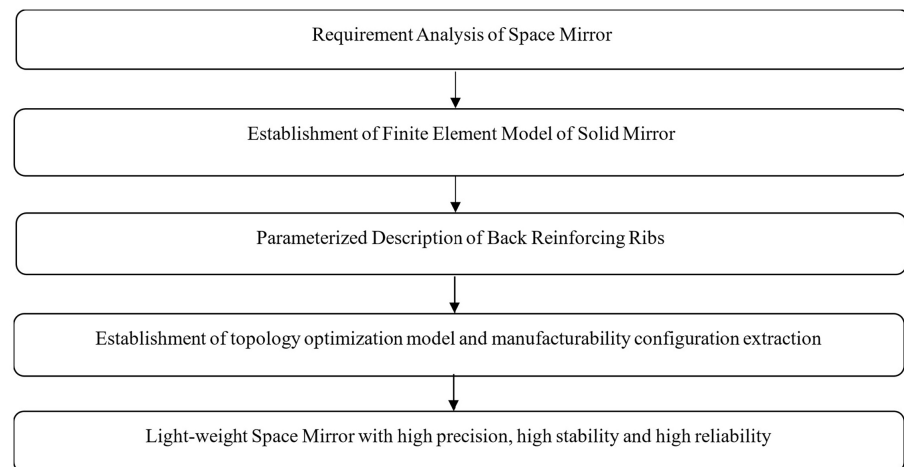 Requirement Analysis of Space Mirror
Establishment of Finite Element Model of Solid Mirror
Parameterized Description of Back Reinforcing Ribs
Establishment of topology optimization model and manufacturability configuration extraction
Light-weight Space Mirror with high precision, high stability and high reliability